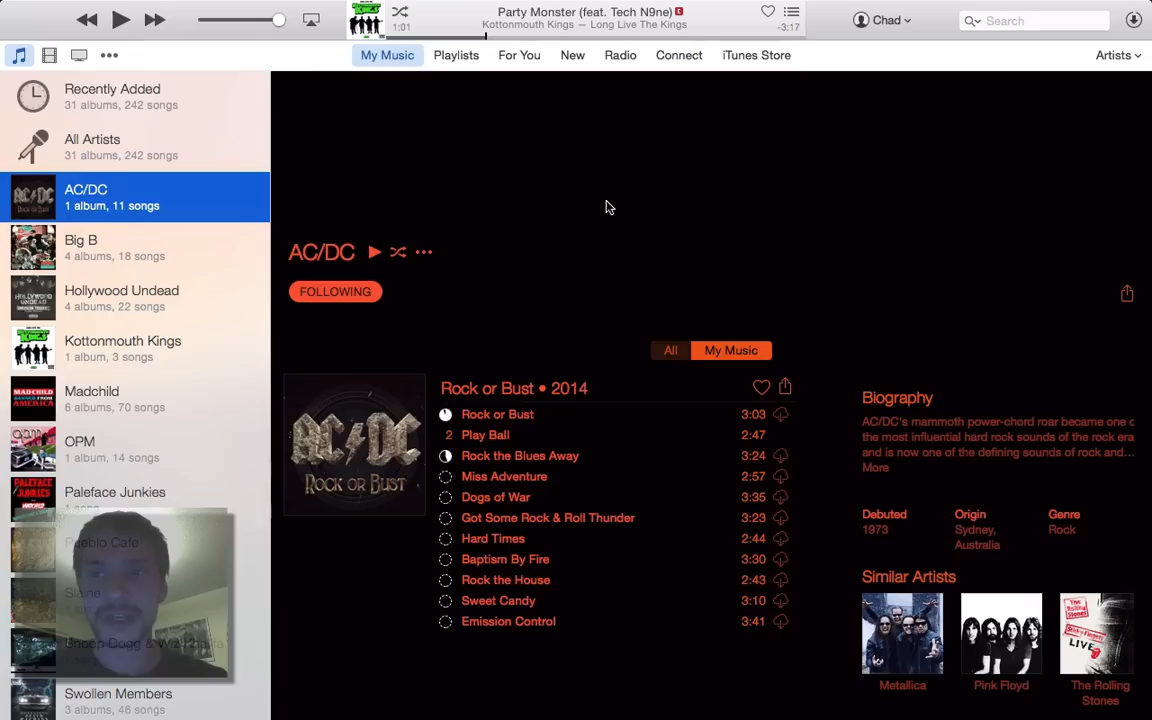 Party Monster (feat. Tech N9ne)
Kottonmouth Kings — Long Live The Kings
1:01
-3:17
Chad
Search
My Music
Playlists
For You
New
Radio
Connect
iTunes Store
Artists
Recently Added
31 albums, 242 songs
All Artists
31 albums, 242 songs
AC/DC
1 album, 11 songs
Big B
4 albums, 18 songs
Hollywood Undead
4 albums, 22 songs
Kottonmouth Kings
1 album, 3 songs
Madchild
6 albums, 70 songs
OPM
1 album, 14 songs
Paleface Junkies
1 song
Pueblo Cafe
Slaine
Snoop Dogg & Wiz Khalifa
Swollen Members
3 albums, 46 songs
AC/DC
FOLLOWING
All
My Music
AC/DC
ROCK OR BUST
Rock or Bust • 2014
Rock or Bust 3:03
2 Play Ball 2:47
Rock the Blues Away 3:24
Miss Adventure 2:57
Dogs of War 3:35
Got Some Rock & Roll Thunder 3:23
Hard Times 2:44
Baptism By Fire 3:30
Rock the House 2:43
Sweet Candy 3:10
Emission Control 3:41
Biography
AC/DC's mammoth power-chord roar became one o
the most influential hard rock sounds of the rock era
and is now one of the defining sounds of rock and...
More
Debuted
1973
Origin
Sydney,
Australia
Genre
Rock
Similar Artists
Metallica
Pink Floyd
The Rolling
Stones